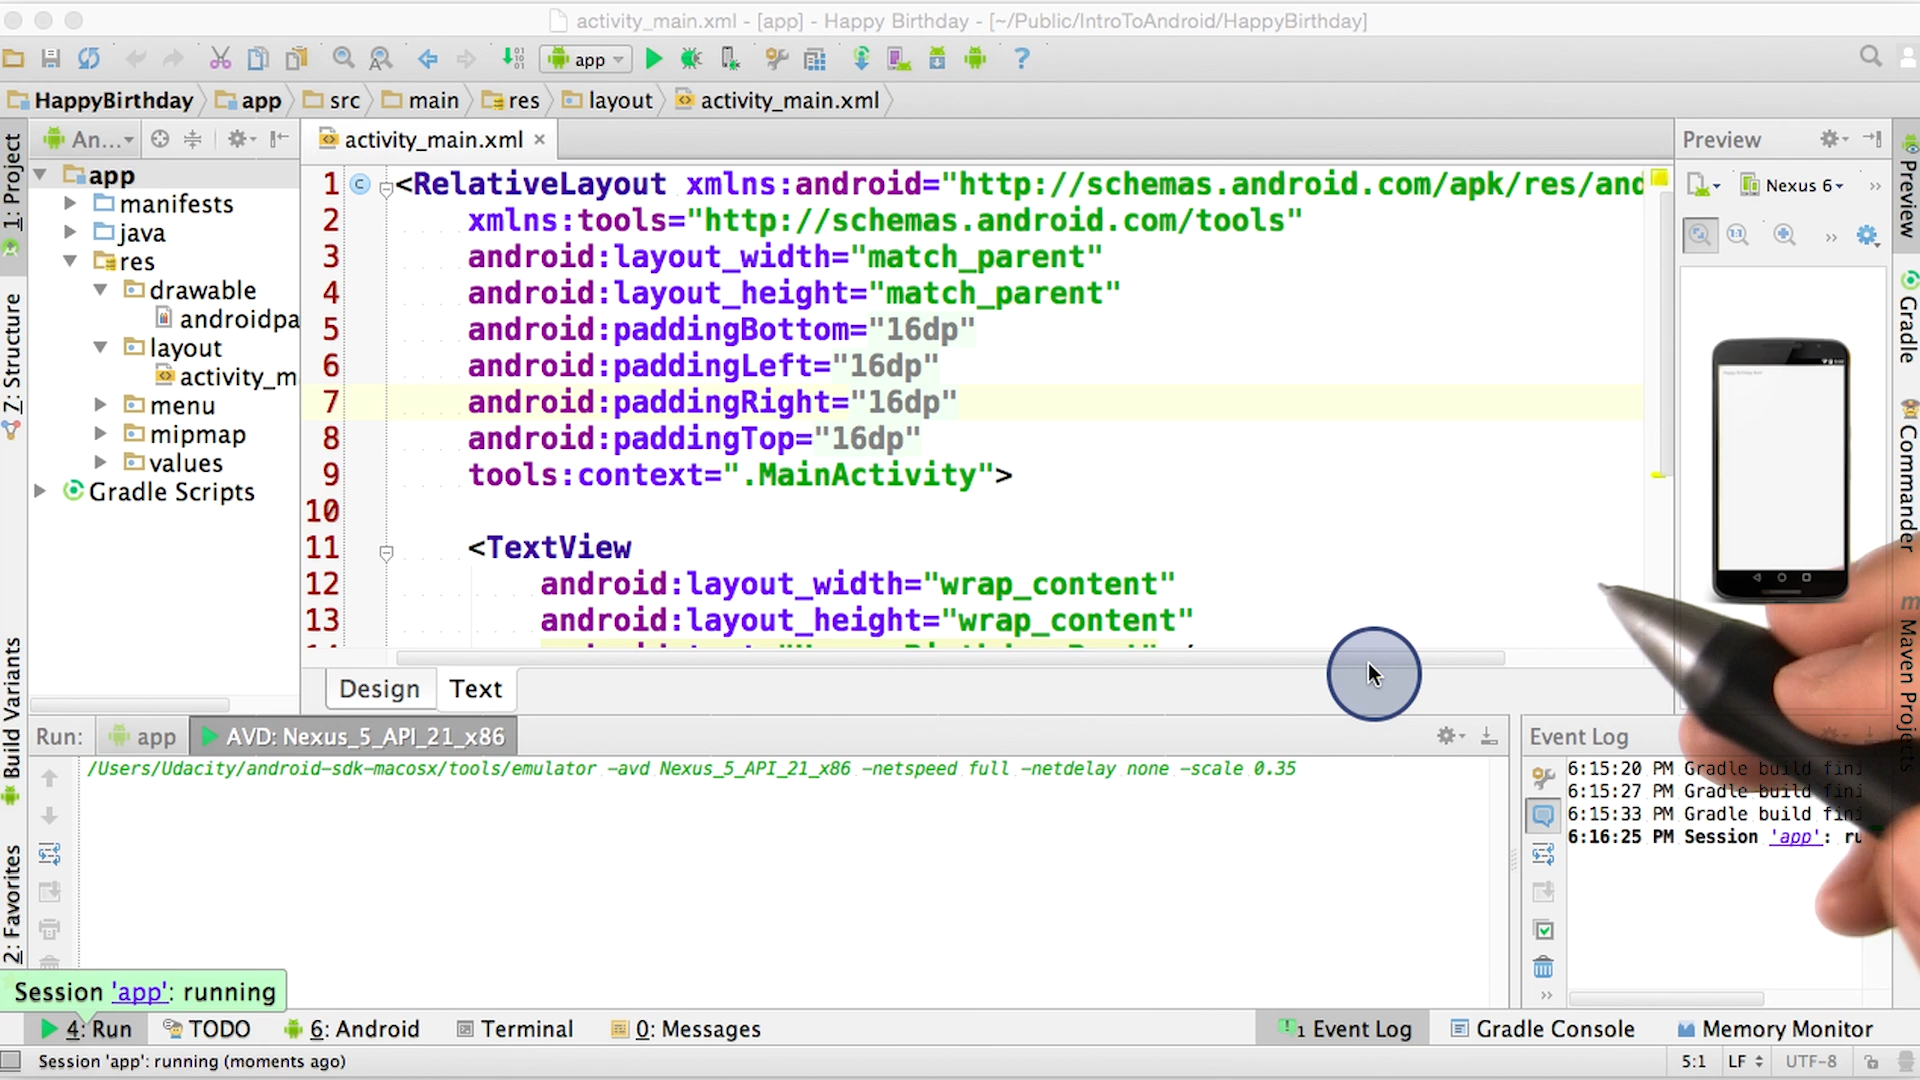 activity_main.xml - [app] - Happy Birthday - [~/Public/IntroToAndroid/HappyBirthday]
app
HappyBirthday app src main res layout activity_main.xml
An...
activity_main.xml
Preview
1: Project
7: Structure
Build Variants
2: Favorites
app
manifests
java
res
drawable
androidpa
layout
activity_m
menu
mipmap
values
Gradle Scripts
1 <RelativeLayout xmlns:android="http://schemas.android.com/apk/res/and
2 xmlns:tools="http://schemas.android.com/tools"
3 android:layout_width="match_parent"
4 android:layout_height="match_parent"
5 android:paddingBottom="16dp"
6 android:paddingLeft="16dp"
7 android:paddingRight="16dp"
8 android:paddingTop="16dp"
9 tools:context=".MainActivity">
10
11 <TextView
12 android:layout_width="wrap_content"
13 android:layout_height="wrap_content"
Design Text
Nexus 6
Preview
Gradle
Commander
Maven Projects
Run: app AVD: Nexus_5_API_21_x86
/Users/Udacity/android-sdk-macosx/tools/emulator -avd Nexus_5_API_21_x86 -netspeed full -netdelay none -scale 0.35
Event Log
6:15:20 PM Gradle build fini
6:15:27 PM Gradle build fini
6:15:33 PM Gradle build fini
6:16:25 PM Session 'app': ru
Session 'app': running
4: Run TODO 6: Android Terminal 0: Messages 1 Event Log Gradle Console Memory Monitor
Session 'app': running (moments ago) 5:1 LF UTF-8